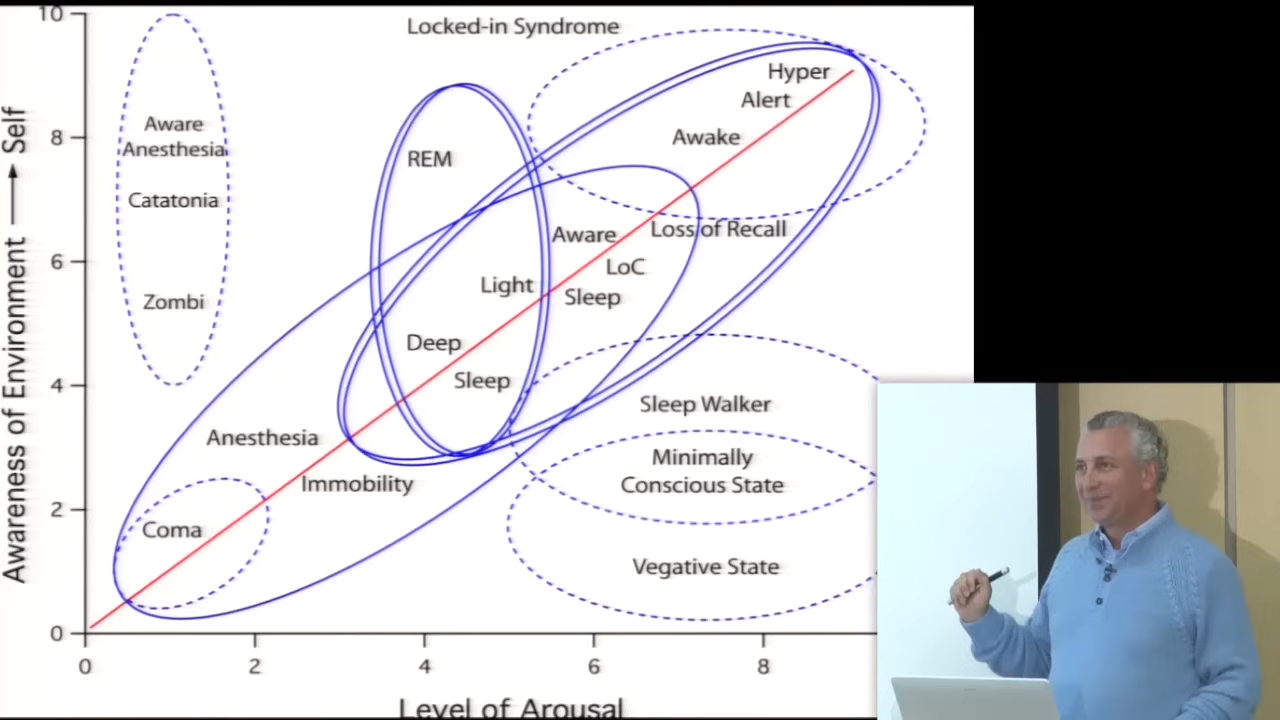 10
8
6
4
2
0
0
2
4
6
8
Awareness of Environment → Self
Level of Arousal
Locked-in Syndrome
Hyper
Alert
Awake
Aware
Anesthesia
Catatonia
Zombi
REM
Aware
Loss of Recall
LoC
Light
Sleep
Deep
Sleep
Sleep Walker
Anesthesia
Immobility
Minimally
Conscious State
Coma
Vegative State